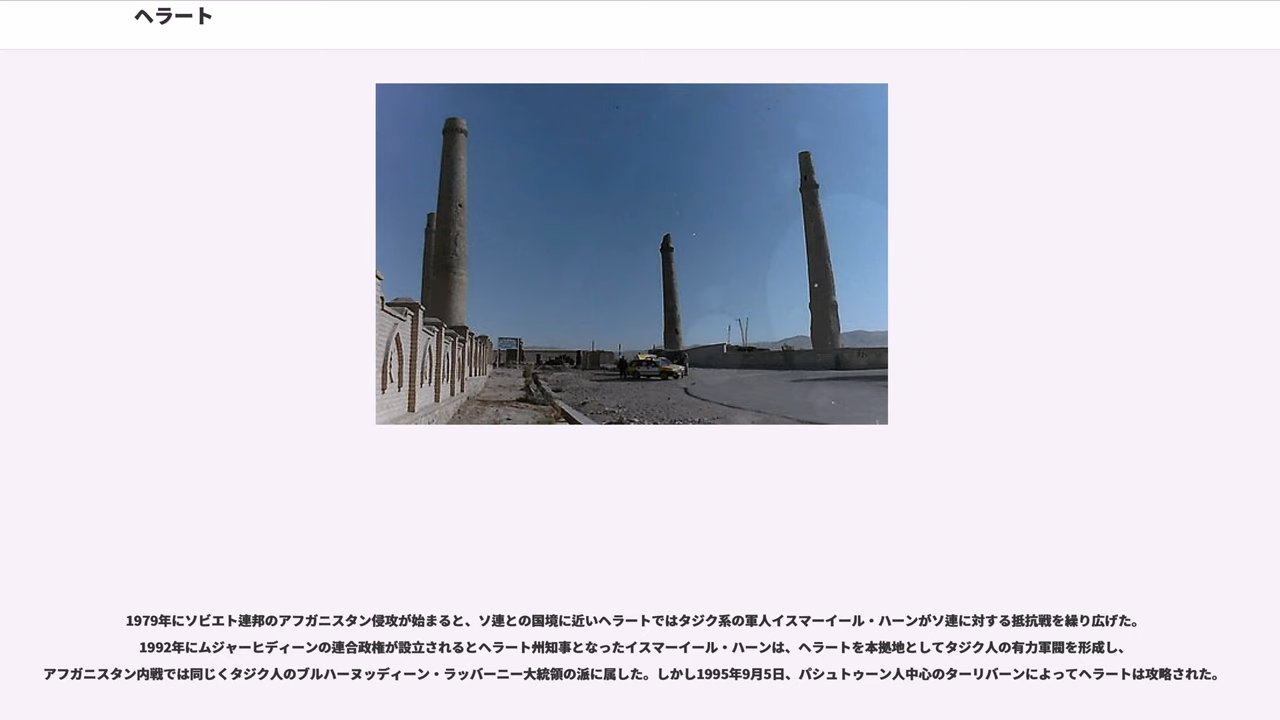 ヘラート
1979年にソビエト連邦のアフガニスタン侵攻が始まると、ソ連との国境に近いヘラートではタジク系の軍人イスマーイール・ハーンがソ連に対する抵抗戦を繰り広げた。
1992年にムジャーヒディーンの連合政権が設立されるとヘラート州知事となったイスマーイール・ハーンは、ヘラートを本拠地としてタジク人の有力軍閥を形成し、
アフガニスタン内戦では同じくタジク人のブルハーヌッディーン・ラッバーニー大統領の派に属した。しかし1995年9月5日、パシュトゥーン人中心のターリバーンによってヘラートは攻略された。